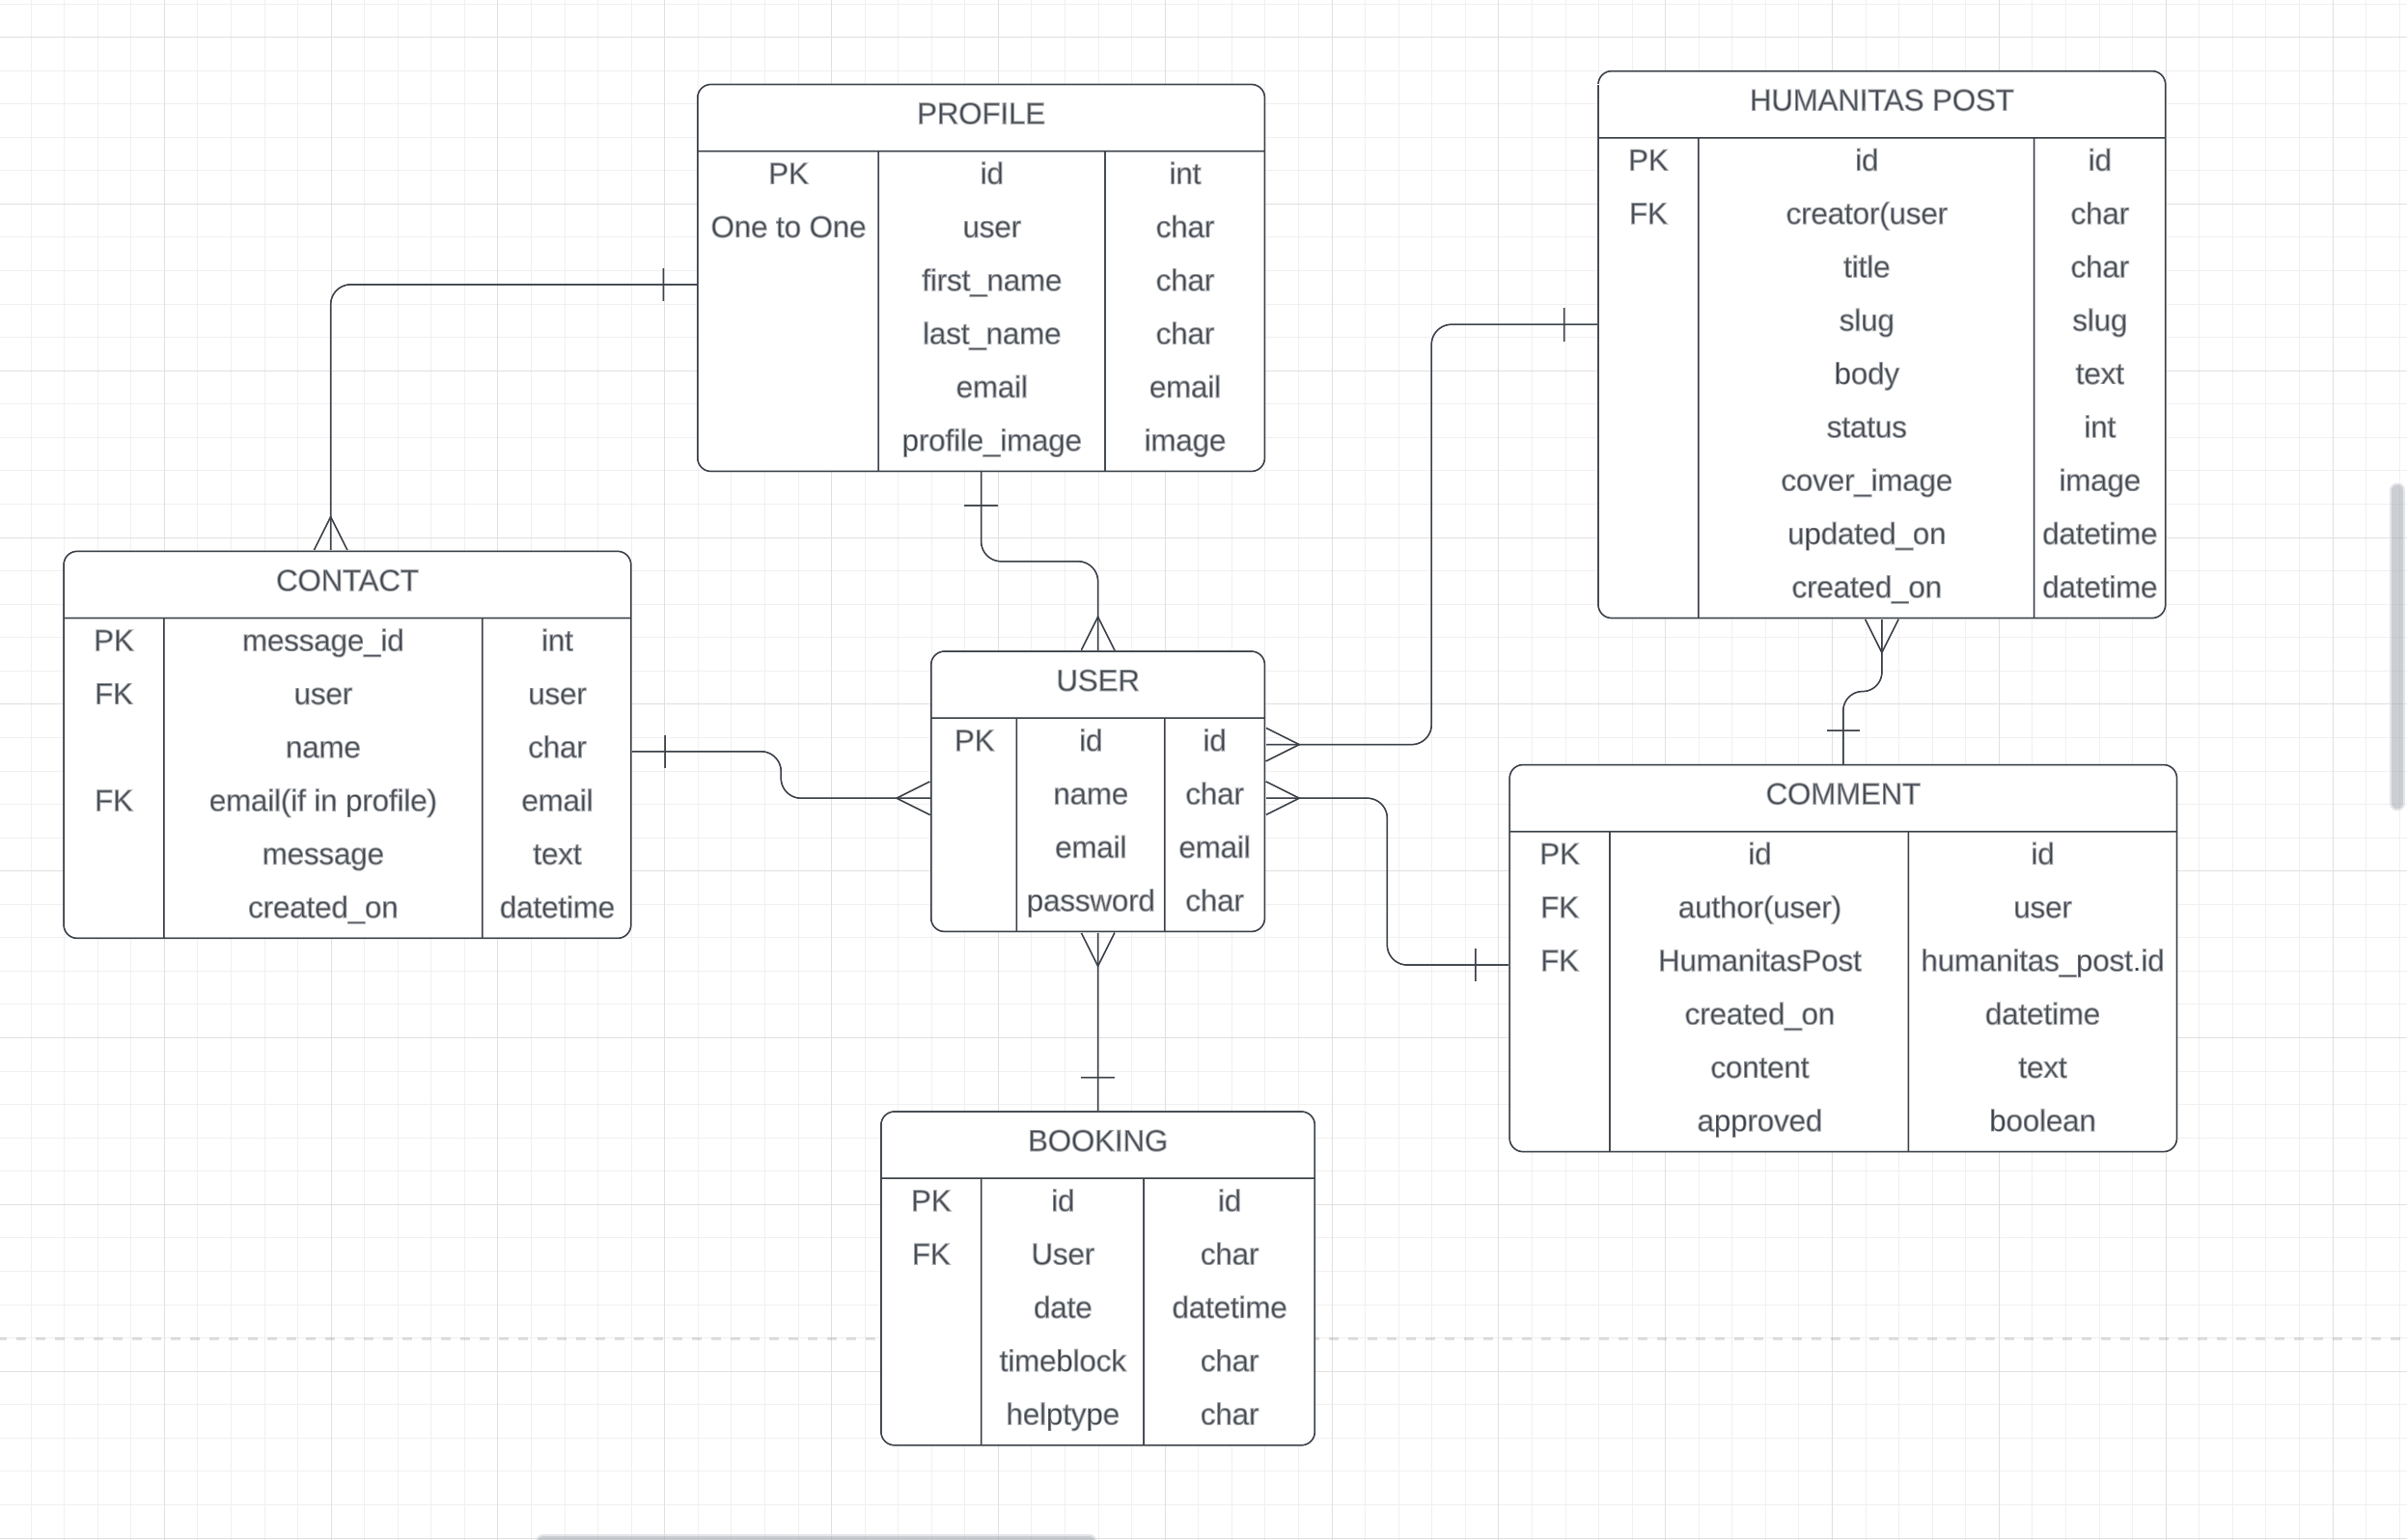 PROFILE
PK id int
One to One user char
first_name char
last_name char
email email
profile_image image
HUMANITAS POST
PK id id
FK creator(user char
title char
slug slug
body text
status int
cover_image image
updated_on datetime
created_on datetime
CONTACT
PK message_id int
FK user user
name char
FK email(if in profile) email
message text
created_on datetime
USER
PK id id
name char
email email
password char
COMMENT
PK id id
FK author(user) user
FK HumanitasPost humanitas_post.id
created_on datetime
content text
approved boolean
BOOKING
PK id id
FK User char
date datetime
timeblock char
helptype char